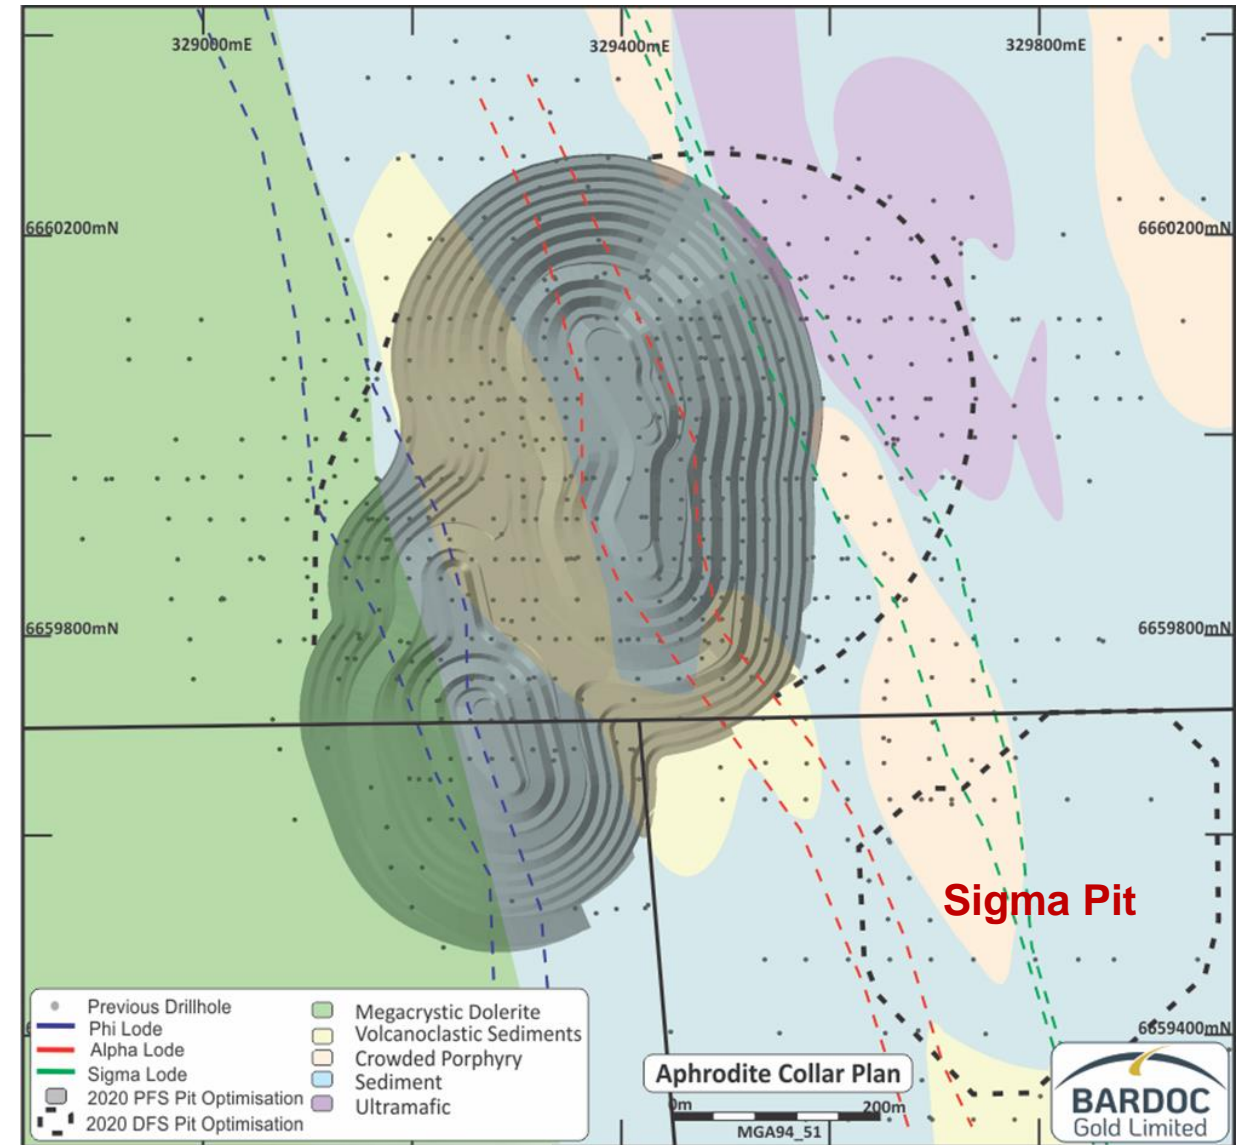 329000mE
329400mE
329800mE
6660200mN
6660200mN
6659800mN
6659800mN
Sigma Pit
6659400mN
Previous Drillhole
Phi Lode
Alpha Lode
Sigma Lode
2020 PFS Pit Optimisation
2020 DFS Pit Optimisation
Megacrystic Dolerite
Volcanoclastic Sediments
Crowded Porphyry
Sediment
Ultramafic
Aphrodite Collar Plan
0m
200m
MGA94_51
BARDOC
Gold Limited